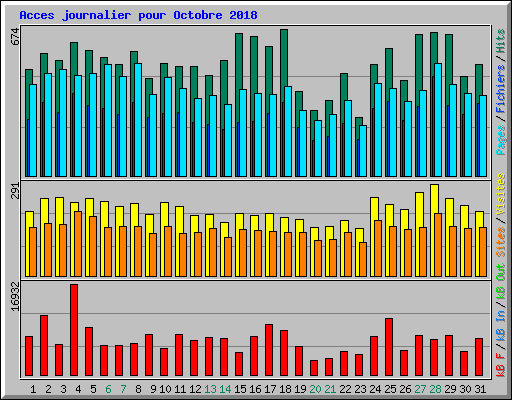 Acces journalier pour Octobre 2018
674
291
16932
Pages / Fichiers / Hits
Sites / Visites
kB F / kB In / kB Out
1 2 3 4 5 6 7 8 9 10 11 12 13 14 15 16 17 18 19 20 21 22 23 24 25 26 27 28 29 30 31